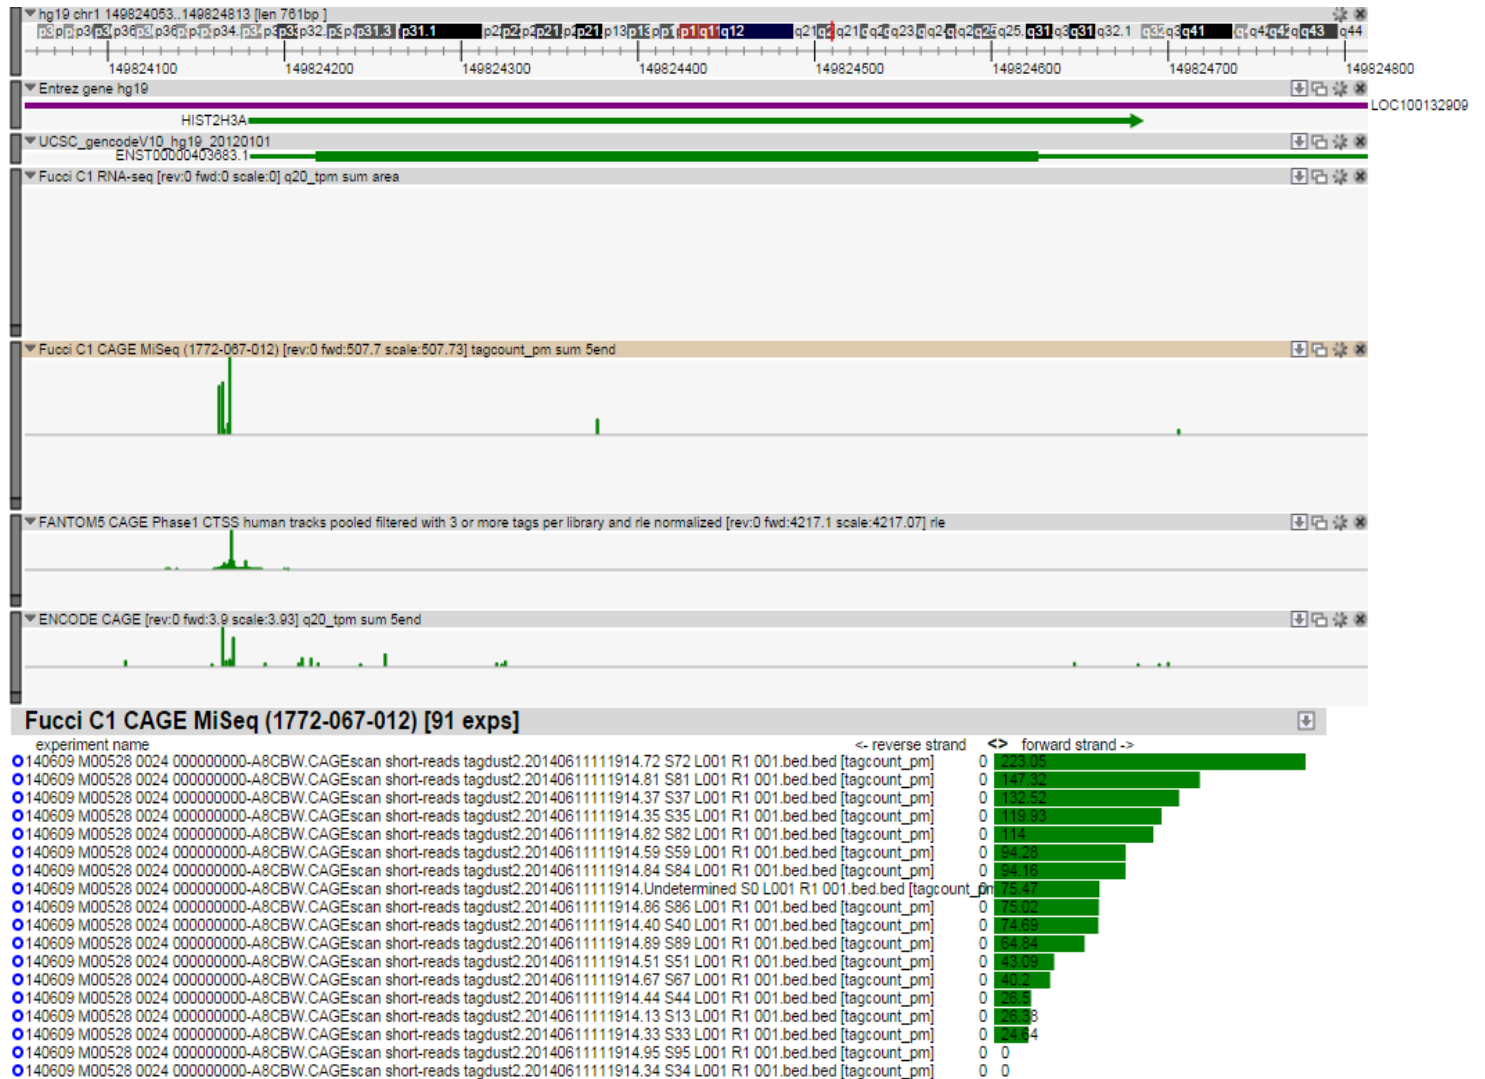 hg19 chr1 149824053..149824813 [len 761bp ]
p31.3 p31.1 q12 q32.1 q41 q43 q44
149824100 149824200 149824300 149824400 149824500 149824600 149824700 149824800
Entrez gene hg19
LOC100132909
HIST2H3A
UCSC_gencodeV10_hg19_20120101
ENST00000403683.1
Fucci C1 RNA-seq [rev:0 fwd:0 scale:0] q20_tpm sum area
Fucci C1 CAGE MiSeq (1772-067-012) [rev:0 fwd:507.7 scale:507.73] tagcount_pm sum 5end
FANTOM5 CAGE Phase1 CTSS human tracks pooled filtered with 3 or more tags per library and rle normalized [rev:0 fwd:4217.1 scale:4217.07] rle
ENCODE CAGE [rev:0 fwd:3.9 scale:3.93] q20_tpm sum 5end
Fucci C1 CAGE MiSeq (1772-067-012) [91 exps]
experiment name <- reverse strand <> forward strand ->
140609 M00528 0024 000000000-A8CBW.CAGEscan short-reads tagdust2.20140611111914.72 S72 L001 R1 001.bed.bed [tagcount_pm] 0 223.05
140609 M00528 0024 000000000-A8CBW.CAGEscan short-reads tagdust2.20140611111914.81 S81 L001 R1 001.bed.bed [tagcount_pm] 0 147.32
140609 M00528 0024 000000000-A8CBW.CAGEscan short-reads tagdust2.20140611111914.37 S37 L001 R1 001.bed.bed [tagcount_pm] 0 132.52
140609 M00528 0024 000000000-A8CBW.CAGEscan short-reads tagdust2.20140611111914.35 S35 L001 R1 001.bed.bed [tagcount_pm] 0 119.93
140609 M00528 0024 000000000-A8CBW.CAGEscan short-reads tagdust2.20140611111914.82 S82 L001 R1 001.bed.bed [tagcount_pm] 0 114
140609 M00528 0024 000000000-A8CBW.CAGEscan short-reads tagdust2.20140611111914.59 S59 L001 R1 001.bed.bed [tagcount_pm] 0 94.28
140609 M00528 0024 000000000-A8CBW.CAGEscan short-reads tagdust2.20140611111914.84 S84 L001 R1 001.bed.bed [tagcount_pm] 0 94.16
140609 M00528 0024 000000000-A8CBW.CAGEscan short-reads tagdust2.20140611111914.Undetermined S0 L001 R1 001.bed.bed [tagcount_pm 0 75.47
140609 M00528 0024 000000000-A8CBW.CAGEscan short-reads tagdust2.20140611111914.86 S86 L001 R1 001.bed.bed [tagcount_pm] 0 75.02
140609 M00528 0024 000000000-A8CBW.CAGEscan short-reads tagdust2.20140611111914.40 S40 L001 R1 001.bed.bed [tagcount_pm] 0 74.69
140609 M00528 0024 000000000-A8CBW.CAGEscan short-reads tagdust2.20140611111914.89 S89 L001 R1 001.bed.bed [tagcount_pm] 0 64.84
140609 M00528 0024 000000000-A8CBW.CAGEscan short-reads tagdust2.20140611111914.51 S51 L001 R1 001.bed.bed [tagcount_pm] 0 43.09
140609 M00528 0024 000000000-A8CBW.CAGEscan short-reads tagdust2.20140611111914.67 S67 L001 R1 001.bed.bed [tagcount_pm] 0 40.2
140609 M00528 0024 000000000-A8CBW.CAGEscan short-reads tagdust2.20140611111914.44 S44 L001 R1 001.bed.bed [tagcount_pm] 0 26.5
140609 M00528 0024 000000000-A8CBW.CAGEscan short-reads tagdust2.20140611111914.13 S13 L001 R1 001.bed.bed [tagcount_pm] 0 26.38
140609 M00528 0024 000000000-A8CBW.CAGEscan short-reads tagdust2.20140611111914.33 S33 L001 R1 001.bed.bed [tagcount_pm] 0 24.64
140609 M00528 0024 000000000-A8CBW.CAGEscan short-reads tagdust2.20140611111914.95 S95 L001 R1 001.bed.bed [tagcount_pm] 0 0
140609 M00528 0024 000000000-A8CBW.CAGEscan short-reads tagdust2.20140611111914.34 S34 L001 R1 001.bed.bed [tagcount_pm] 0 0